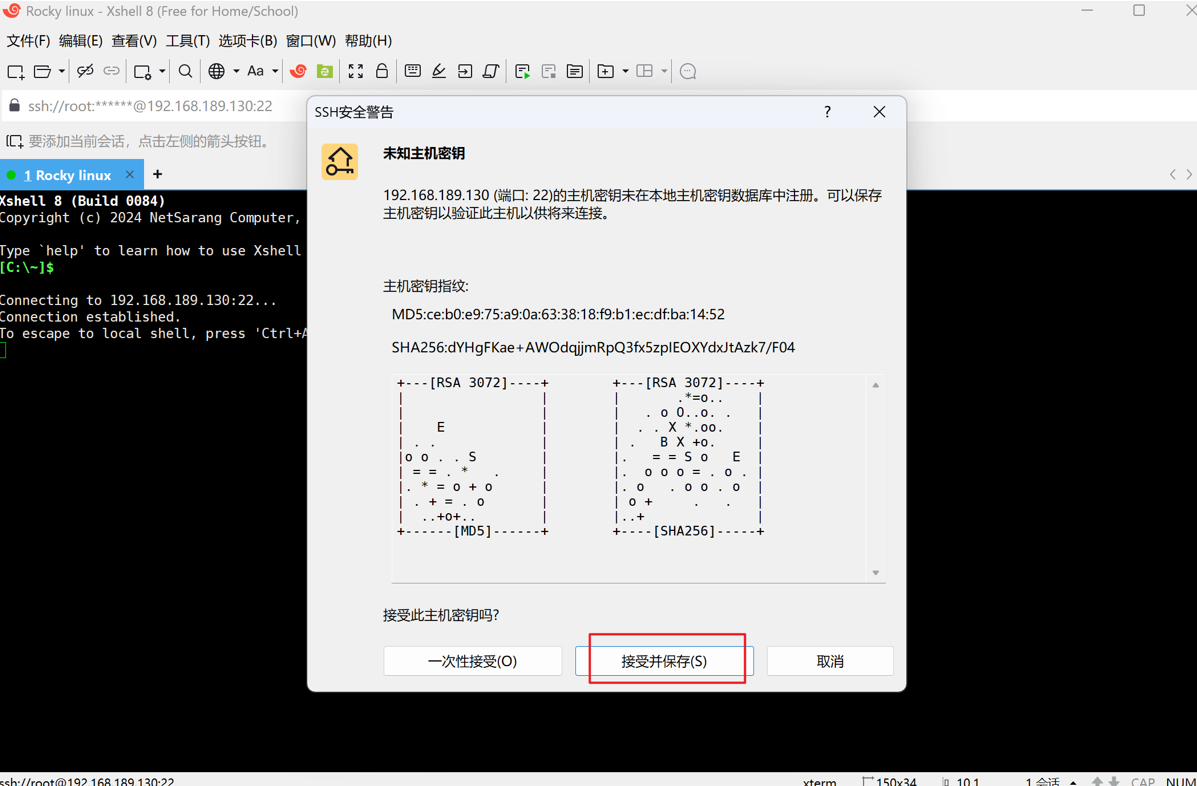 Rocky linux - Xshell 8 (Free for Home/School)
文件(F) 编辑(E) 查看(V) 工具(T) 选项卡(B) 窗口(W) 帮助(H)
Aa
ssh://root:******@192.168.189.130:22
要添加当前会话，点击左侧的箭头按钮。
1 Rocky linux
Xshell 8 (Build 0084)
Copyright (c) 2024 NetSarang Computer,
Type `help' to learn how to use Xshell
[C:\~]$
Connecting to 192.168.189.130:22...
Connection established.
To escape to local shell, press 'Ctrl+A
SSH安全警告
?
未知主机密钥
192.168.189.130 (端口: 22)的主机密钥未在本地主机密钥数据库中注册。可以保存
主机密钥以验证此主机以供将来连接。
主机密钥指纹:
MD5:ce:b0:e9:75:a9:0a:63:38:18:f9:b1:ec:df:ba:14:52
SHA256:dYHgFKae+AWOdqjjmRpQ3fx5zpIEOXYdxJtAzk7/F04
+---[RSA 3072]----+        +---[RSA 3072]----+
|                 |        |       .*=o..    |
|                 |        |   . o O..o. .   |
|    E            |        |  . . X *.oo.    |
| . .             |        | .   B X +o.     |
|o o . . S        |        |.   = = S o   E  |
| = = . *   .     |        |.  o o o = . o . |
|. * = o + o      |        |. o   . o o . o  |
| . + = . o       |        | o +     .   .   |
|  ..+o+..        |        |..+              |
+------[MD5]------+        +----[SHA256]-----+
接受此主机密钥吗?
一次性接受(O)
接受并保存(S)
取消
ssh://root@192.168.189.130:22
xterm
150x34
10,1
1 会话
CAP
NUM